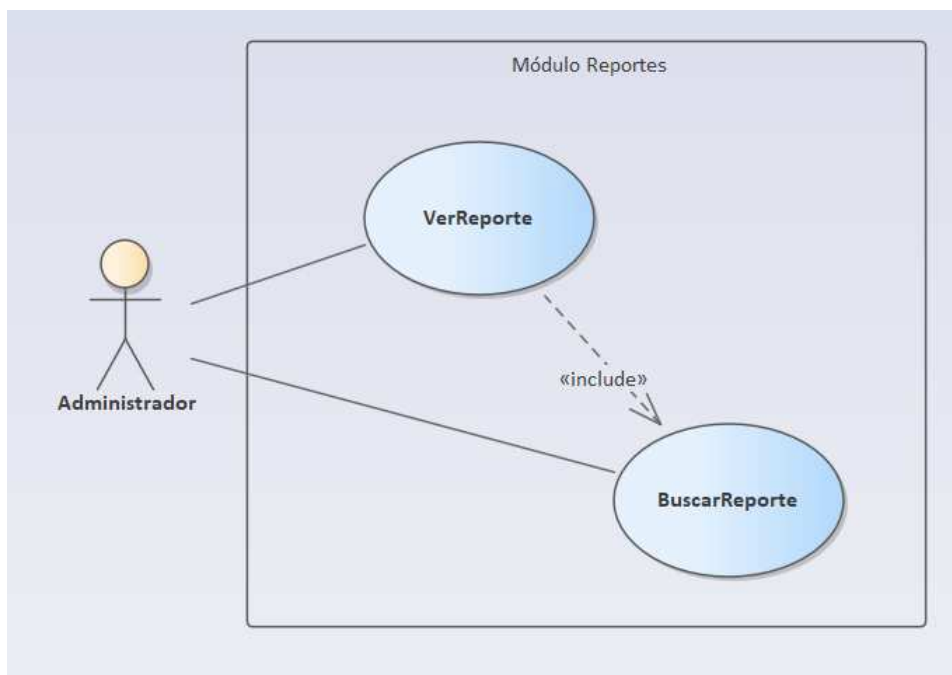 Módulo Reportes
VerReporte
«include»
Administrador
BuscarReporte